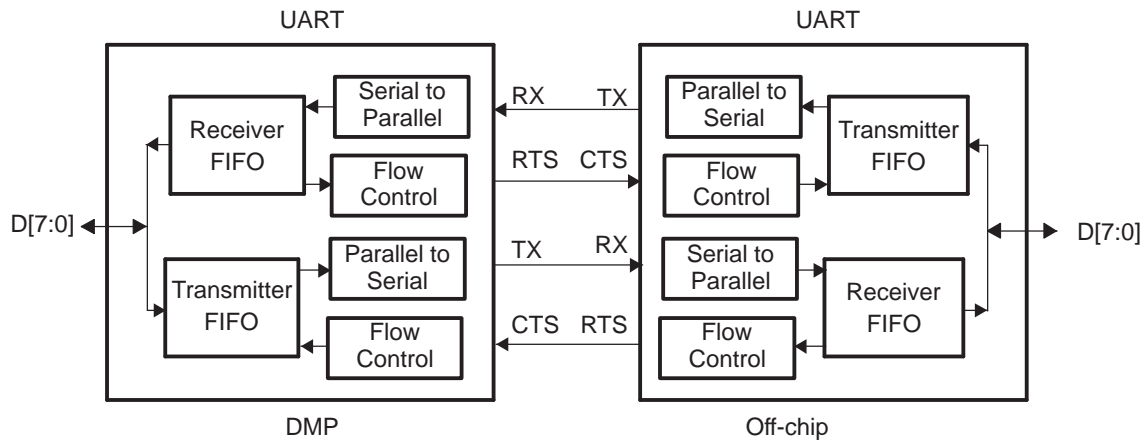 UART
UART
Serial to
Parallel
Receiver
FIFO
Flow
Control
D[7:0]
Parallel to
Serial
Transmitter
FIFO
Flow
Control
DMP
RX TX
RTS CTS
TX RX
CTS RTS
Parallel to
Serial
Transmitter
FIFO
Flow
Control
D[7:0]
Serial to
Parallel
Receiver
FIFO
Flow
Control
Off-chip